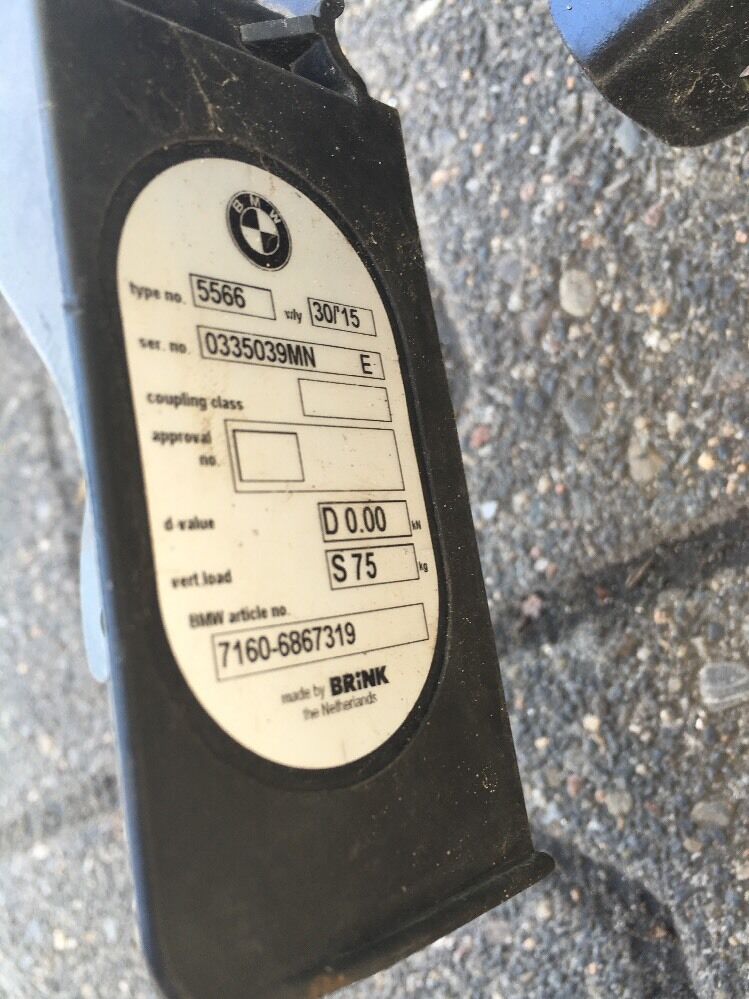 BMW
type no. 5566 w/y 30/'15
ser. no. 0335039MN E
coupling class
approval
no.
d-value D 0.00 kN
vert.load S 75 kg
BMW article no.
7160-6867319
made by BRiNK
the Netherlands